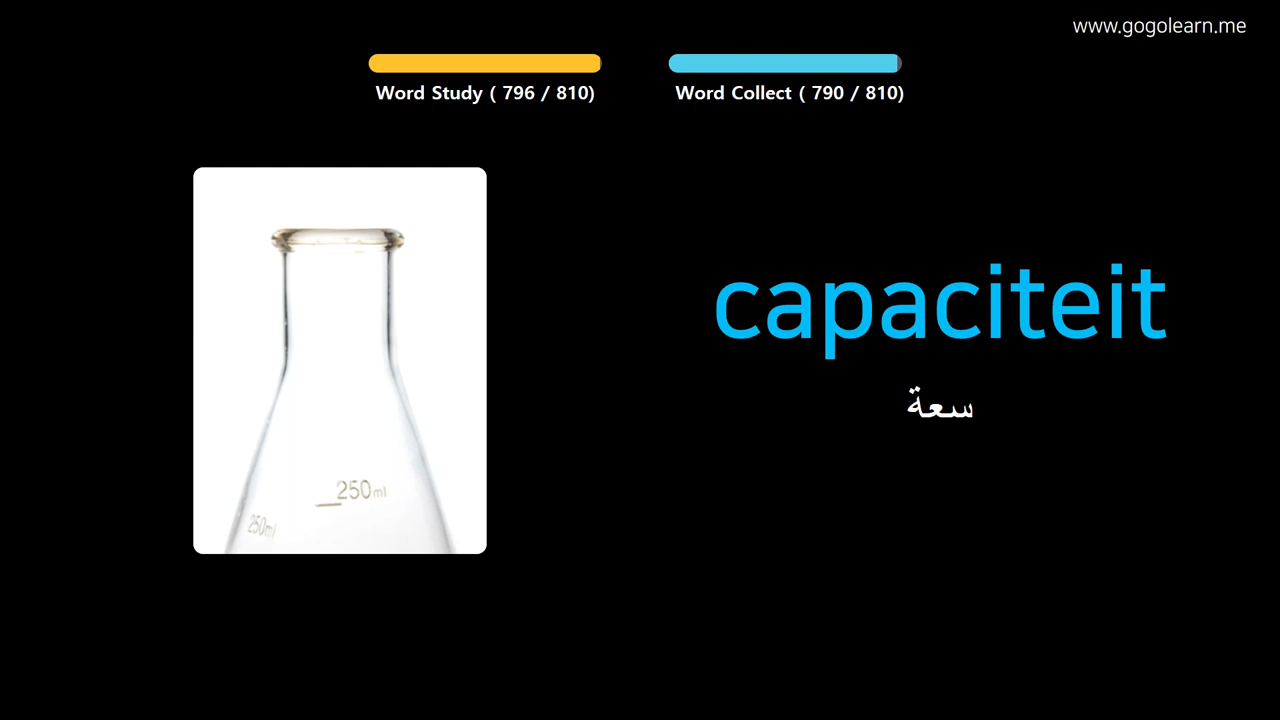 www.gogolearn.me
Word Study ( 796 / 810)
Word Collect ( 790 / 810)
capaciteit
سعة
250ml
250ml